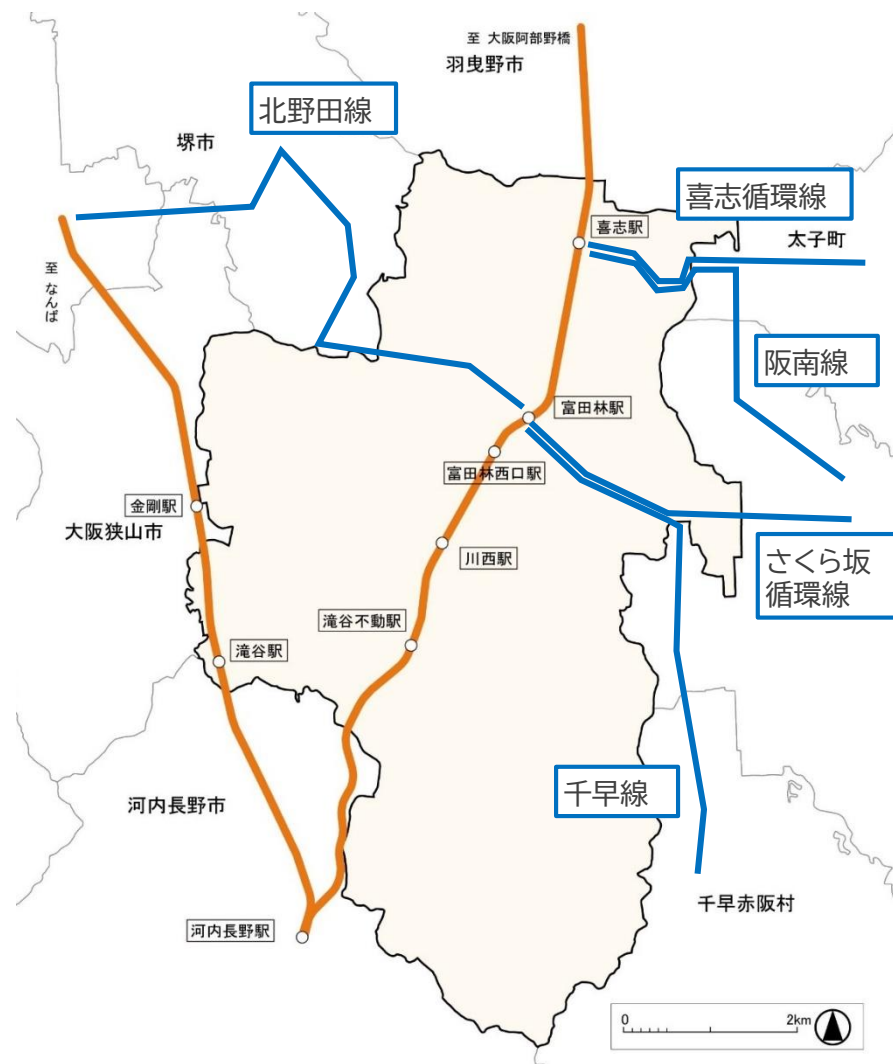 至 大阪阿部野橋
羽曳野市
北野田線
堺市
喜志循環線
喜志駅
太子町
至 なんば
阪南線
富田林駅
富田林西口駅
金剛駅
大阪狭山市
川西駅
さくら坂
循環線
滝谷不動駅
滝谷駅
千早線
河内長野市
千早赤阪村
河内長野駅
0 2km